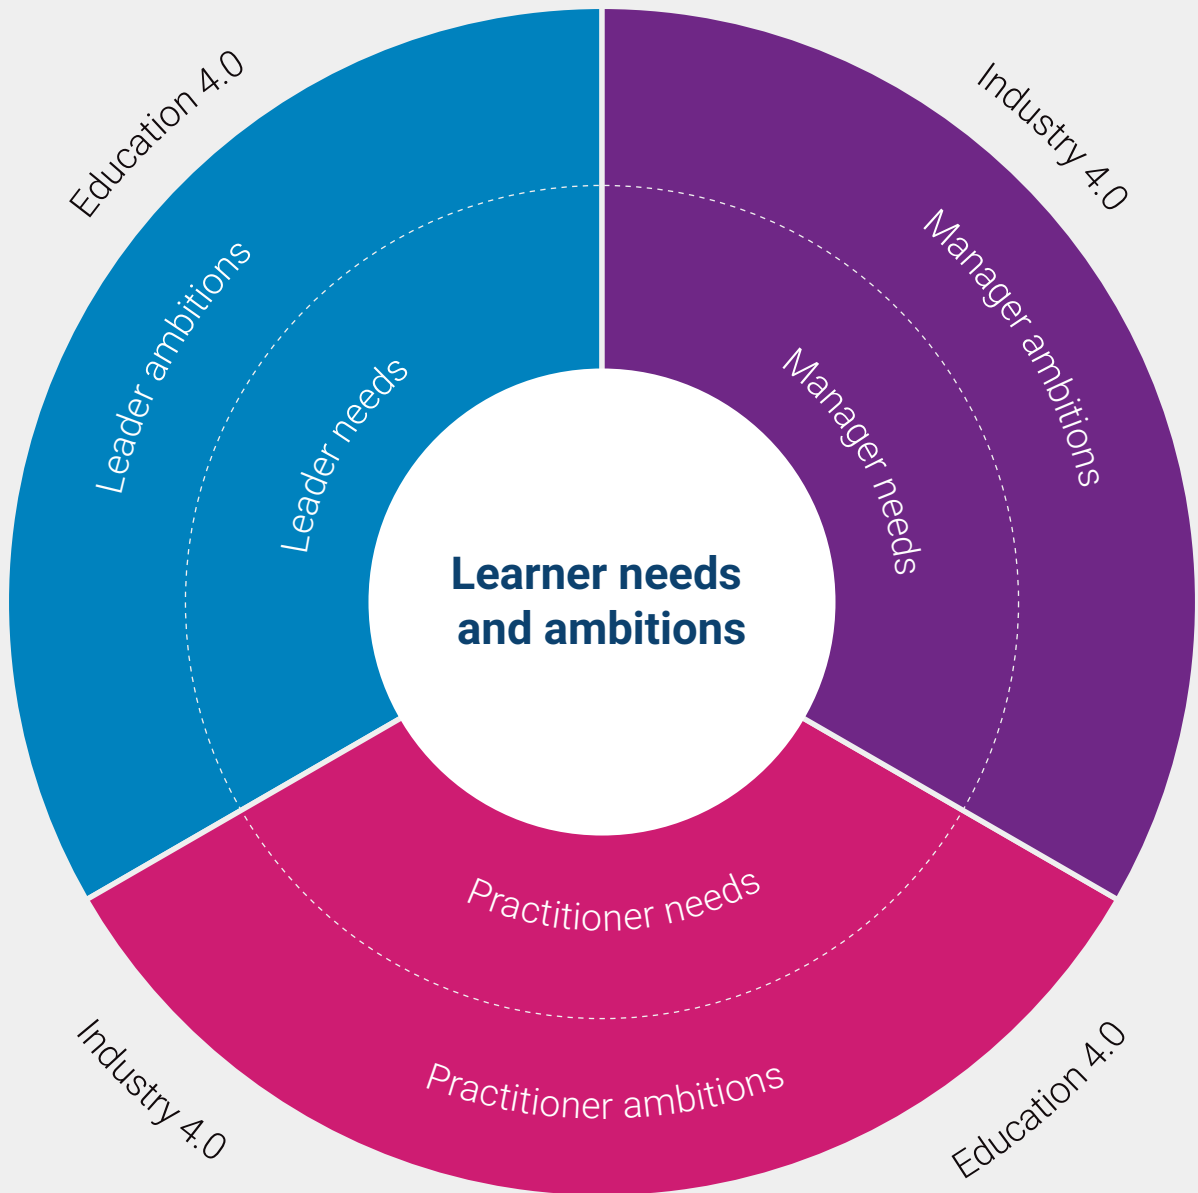 Education 4.0
Industry 4.0
Leader ambitions
Manager ambitions
Leader needs
Manager needs
Learner needs
and ambitions
Practitioner needs
Practitioner ambitions
Industry 4.0
Education 4.0